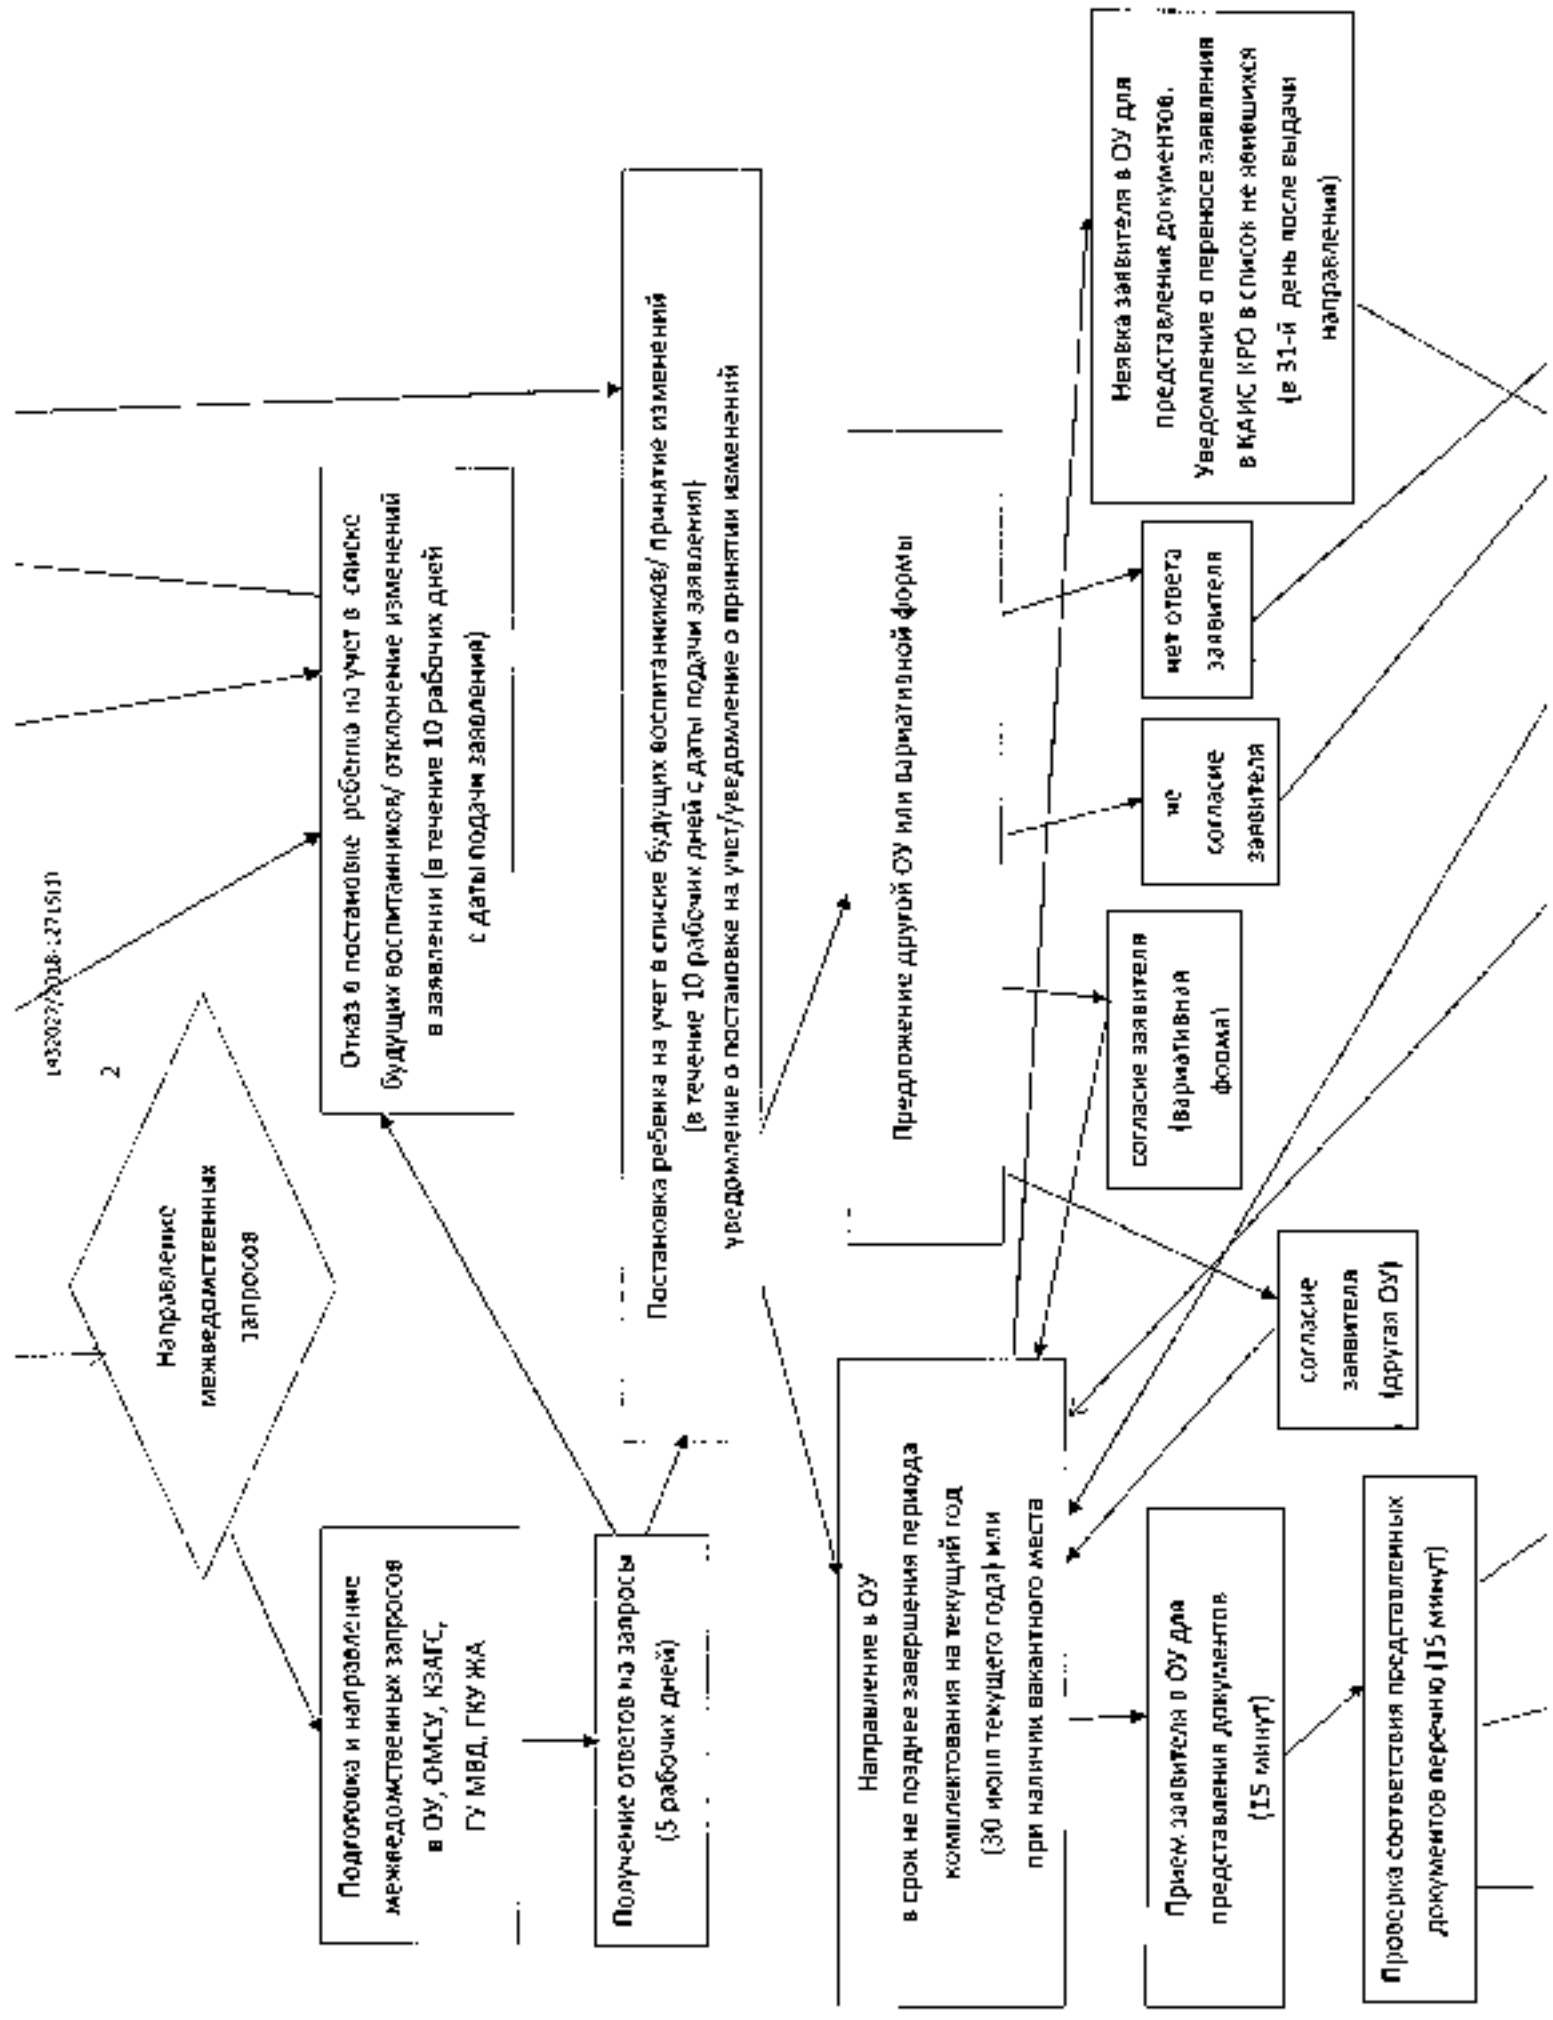 2
Направление
межведомственных
запросов
Отказ в постановке ребенка на учет в списке
будущих воспитанников/ отклонение изменений
в заявлении (в течение 10 рабочих дней
с даты подачи заявления)
Подготовка и направление
межведомственных запросов
в ОУ, ОМСУ, КЗАГС,
ГУ МВД, ГКУ ЖА
Получение ответов на запросы
(5 рабочих дней)
Постановка ребенка на учет в списке будущих воспитанников/ принятие изменений
(в течение 10 рабочих дней с даты подачи заявления)
уведомление о постановке на учет/уведомление о принятии изменений
Направление в ОУ
в срок не позднее завершения периода
комплектования на текущий год
(30 июня текущего года) или
при наличии вакантного места
Предложение другой ОУ или вариативной формы
согласие
заявителя
(другая ОУ)
согласие заявителя
(вариативная
форма)
не
согласие
заявителя
нет ответа
заявителя
Неявка заявителя в ОУ для
представления документов.
Уведомление о переносе заявления
в КАИС КРО в список не явившихся
(в 31-й день после выдачи
направления)
Прием заявителя в ОУ для
представления документов
(15 минут)
Проверка соответствия представленных
документов перечню (15 минут)